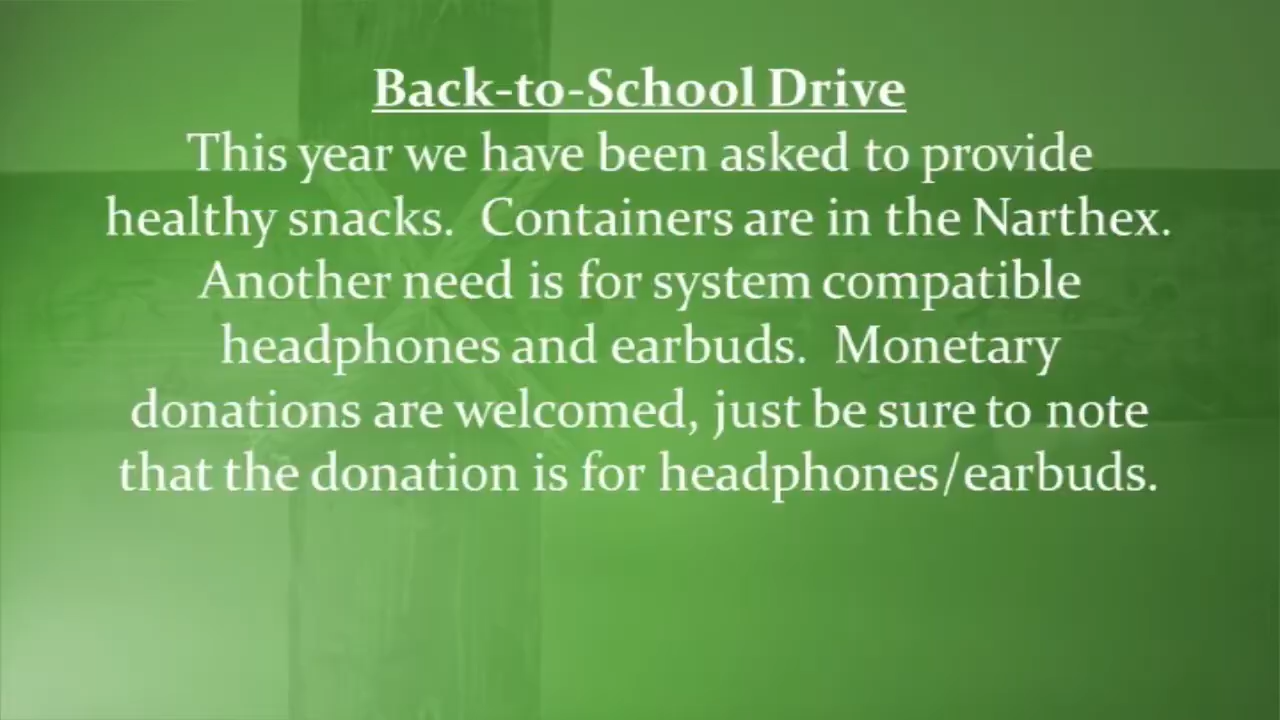 Back-to-School Drive
This year we have been asked to provide
healthy snacks.  Containers are in the Narthex.
Another need is for system compatible
headphones and earbuds.  Monetary
donations are welcomed, just be sure to note
that the donation is for headphones/earbuds.